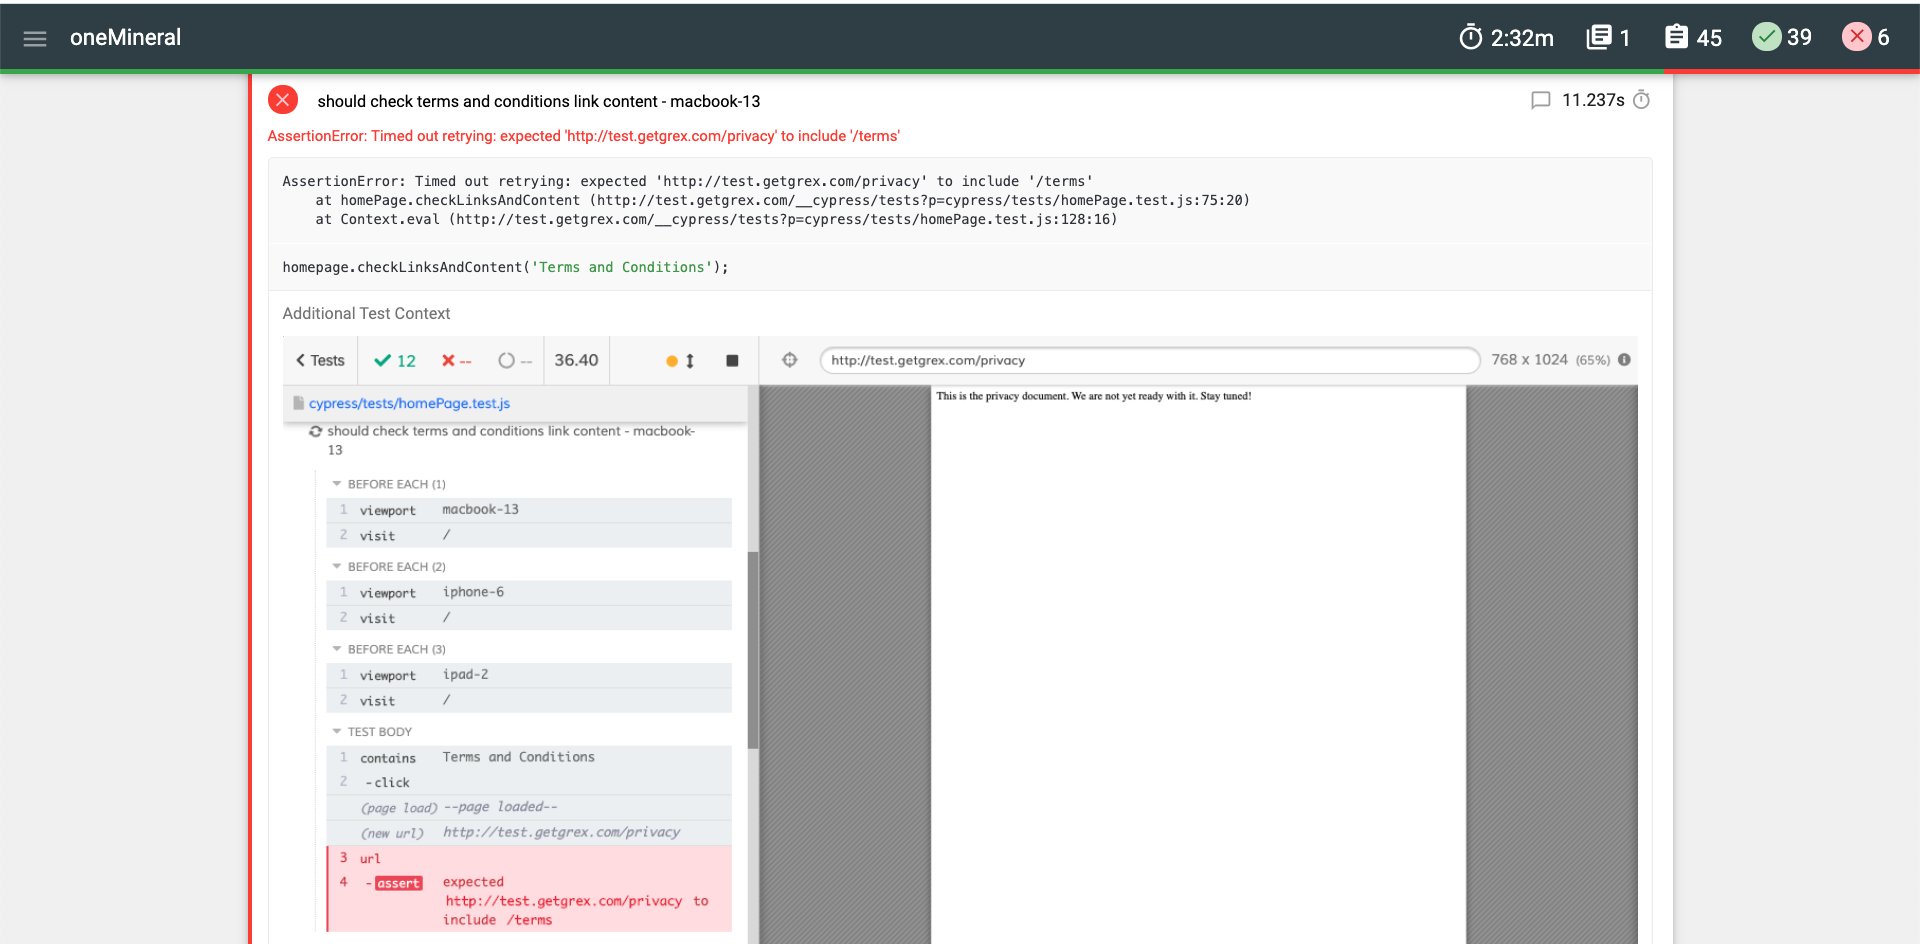 oneMineral
2:32m 1 45 39 6
should check terms and conditions link content - macbook-13
11.237s
AssertionError: Timed out retrying: expected 'http://test.getgrex.com/privacy' to include '/terms'
AssertionError: Timed out retrying: expected 'http://test.getgrex.com/privacy' to include '/terms'
at homePage.checkLinksAndContent (http://test.getgrex.com/__cypress/tests?p=cypress/tests/homePage.test.js:75:20)
at Context.eval (http://test.getgrex.com/__cypress/tests?p=cypress/tests/homePage.test.js:128:16)
homepage.checkLinksAndContent('Terms and Conditions');
Additional Test Context
Tests 12 -- -- 36.40
http://test.getgrex.com/privacy
768 x 1024 (65%)
cypress/tests/homePage.test.js
should check terms and conditions link content - macbook-
13
BEFORE EACH (1)
1 viewport macbook-13
2 visit /
BEFORE EACH (2)
1 viewport iphone-6
2 visit /
BEFORE EACH (3)
1 viewport ipad-2
2 visit /
TEST BODY
1 contains Terms and Conditions
2 -click
(page load) --page loaded--
(new url) http://test.getgrex.com/privacy
3 url
4 -assert expected
http://test.getgrex.com/privacy to
include /terms
This is the privacy document. We are not yet ready with it. Stay tuned!